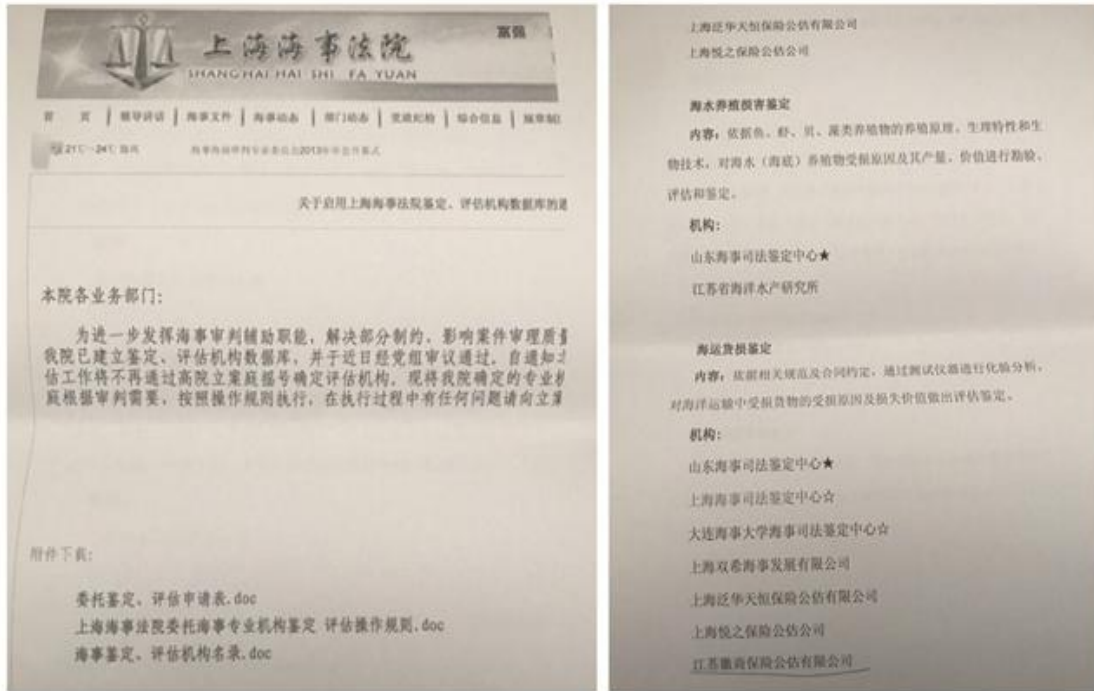 上海海事法院
富强
SHANGHAI HAI SHI FA YUAN
首 页 领导讲话 海事文件 海事动态 部门动态 党政纪检 综合信息 规章制
21℃~24℃
关于启用上海海事法院鉴定、评估机构数据库的通
本院各业务部门:
为进一步发挥海事审判辅助职能,解决部分制约、影响案件审理质量
我院已建立鉴定、评估机构数据库,并于近日经党组审议通过。自通知之
估工作将不再通过高院立案庭摇号确定评估机构。现将我院确定的专业机
庭根据审判需要,按照操作规则执行,在执行过程中有任何问题请向立案
附件下载:
委托鉴定、评估申请表.doc
上海海事法院委托海事专业机构鉴定 评估操作规则.doc
海事鉴定、评估机构名录.doc
上海泛华天恒保险公估有限公司
上海悦之保险公估公司
海水养殖损害鉴定
内容:依据鱼、虾、贝、藻类养殖物的养殖原理、生理特性和生
物技术,对海水(海底)养殖物受损原因及其产量、价值进行勘验、
评估和鉴定。
机构:
山东海事司法鉴定中心★
江苏省海洋水产研究所
海运货损鉴定
内容:依据相关规范及合同约定,通过测试仪器进行化验分析,
对海洋运输中受损货物的受损原因及损失价值做出评估鉴定。
机构:
山东海事司法鉴定中心★
上海海事司法鉴定中心☆
大连海事大学海事司法鉴定中心☆
上海双希海事发展有限公司
上海泛华天恒保险公估有限公司
上海悦之保险公估公司
江苏徽商保险公估有限公司